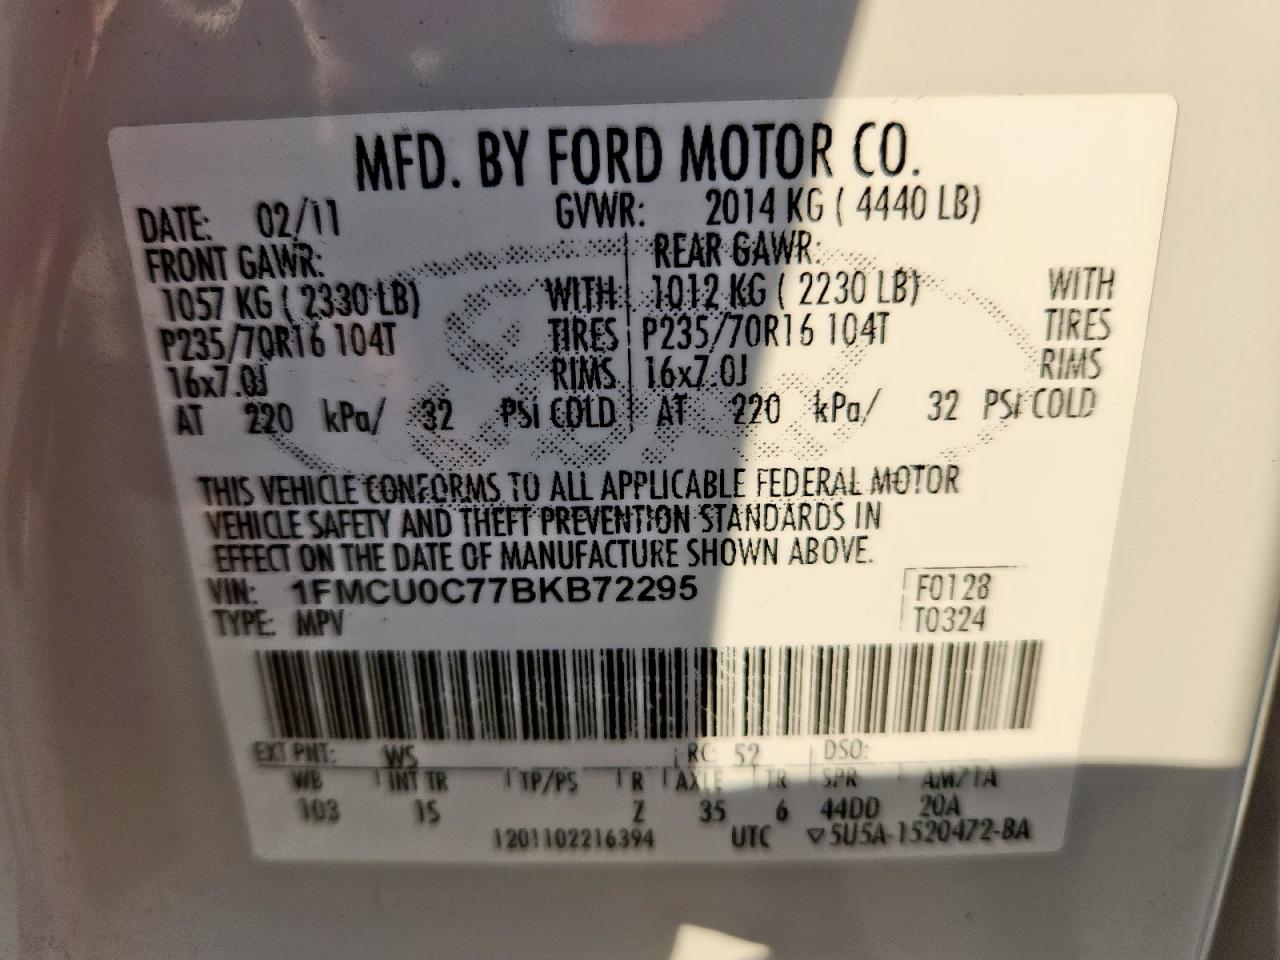 MFD. BY FORD MOTOR CO.
DATE: 02/11 GVWR: 2014 KG ( 4440 LB)
FRONT GAWR: REAR GAWR:
1057 KG ( 2330 LB) WITH 1012 KG ( 2230 LB) WITH
P235/70R16 104T TIRES P235/70R16 104T TIRES
16x7.0J RIMS 16x7.0J RIMS
AT 220 kPa/ 32 PSi COLD AT 220 kPa/ 32 PSi COLD
THIS VEHICLE CONFORMS TO ALL APPLICABLE FEDERAL MOTOR
VEHICLE SAFETY AND THEFT PREVENTION STANDARDS IN
EFFECT ON THE DATE OF MANUFACTURE SHOWN ABOVE.
VIN: 1FMCU0C77BKB72295 F0128
TYPE: MPV T0324
EXT PNT: WS RC: 52 DSO:
WB INT TR TP/PS R AXLE TR SPR AM71A
103 15 Z 35 6 44DD 20A
1201102216394 UTC ▽5U5A-1520472-BA